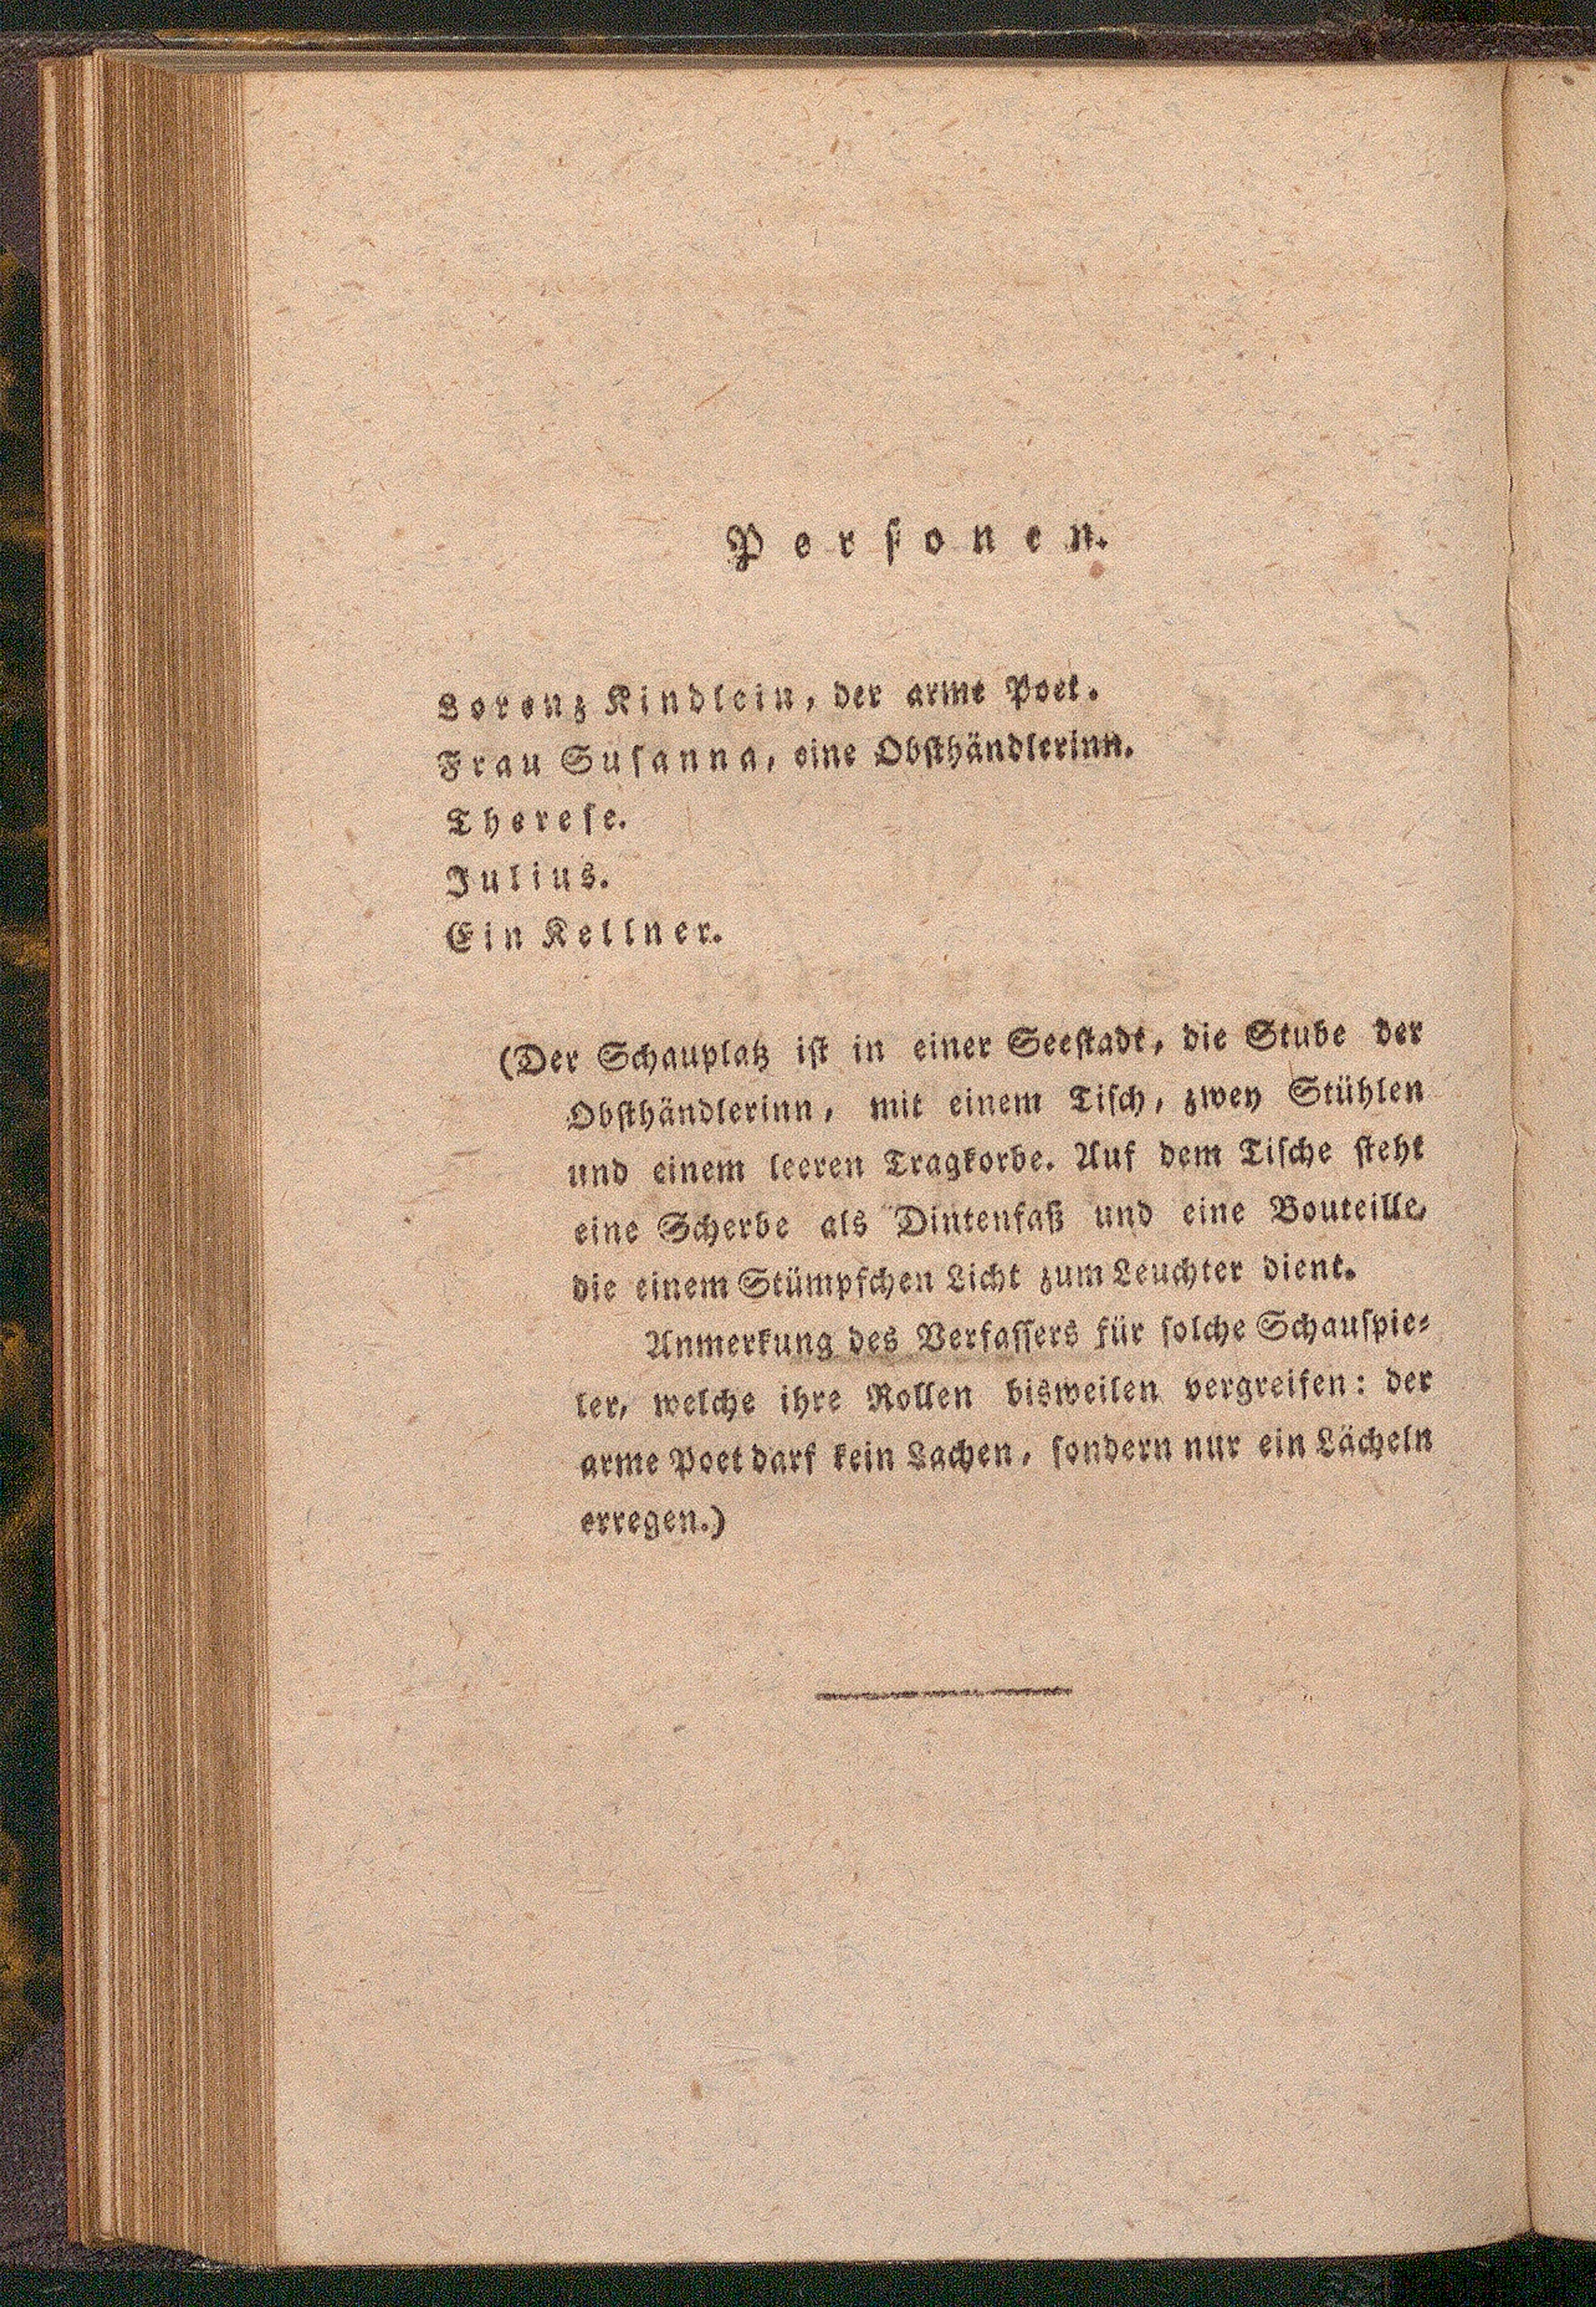 Personen.
Lorenz Kindlein, der arme Poet.
Frau Susanna, eine Obsthändlerinn.
Therese.
Julius.
Ein Kellner.
(Der Schauplatz ist in einer Seestadt, die Stube der
Obsthändlerinn, mit einem Tisch, zwey Stühlen
und einem leeren Tragkorbe. Auf dem Tische steht
eine Scherbe als Dintenfaß und eine Bouteille,
die einem Stümpfchen Licht zum Leuchter dient.
Anmerkung des Verfassers für solche Schauspie-
ler, welche ihre Rollen bisweilen vergreifen: der
arme Poet darf kein Lachen, sondern nur ein Lächeln
erregen.)